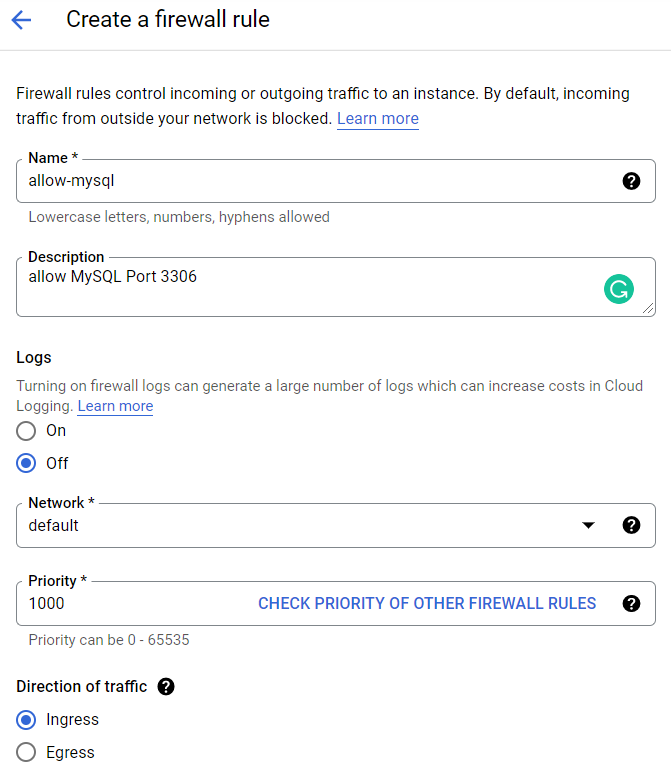 Create a firewall rule
Firewall rules control incoming or outgoing traffic to an instance. By default, incoming
traffic from outside your network is blocked. Learn more
Name *
allow-mysql
Lowercase letters, numbers, hyphens allowed
Description
allow MySQL Port 3306
Logs
Turning on firewall logs can generate a large number of logs which can increase costs in Cloud
Logging. Learn more
On
Off
Network *
default
Priority *
1000 CHECK PRIORITY OF OTHER FIREWALL RULES
Priority can be 0 - 65535
Direction of traffic
Ingress
Egress